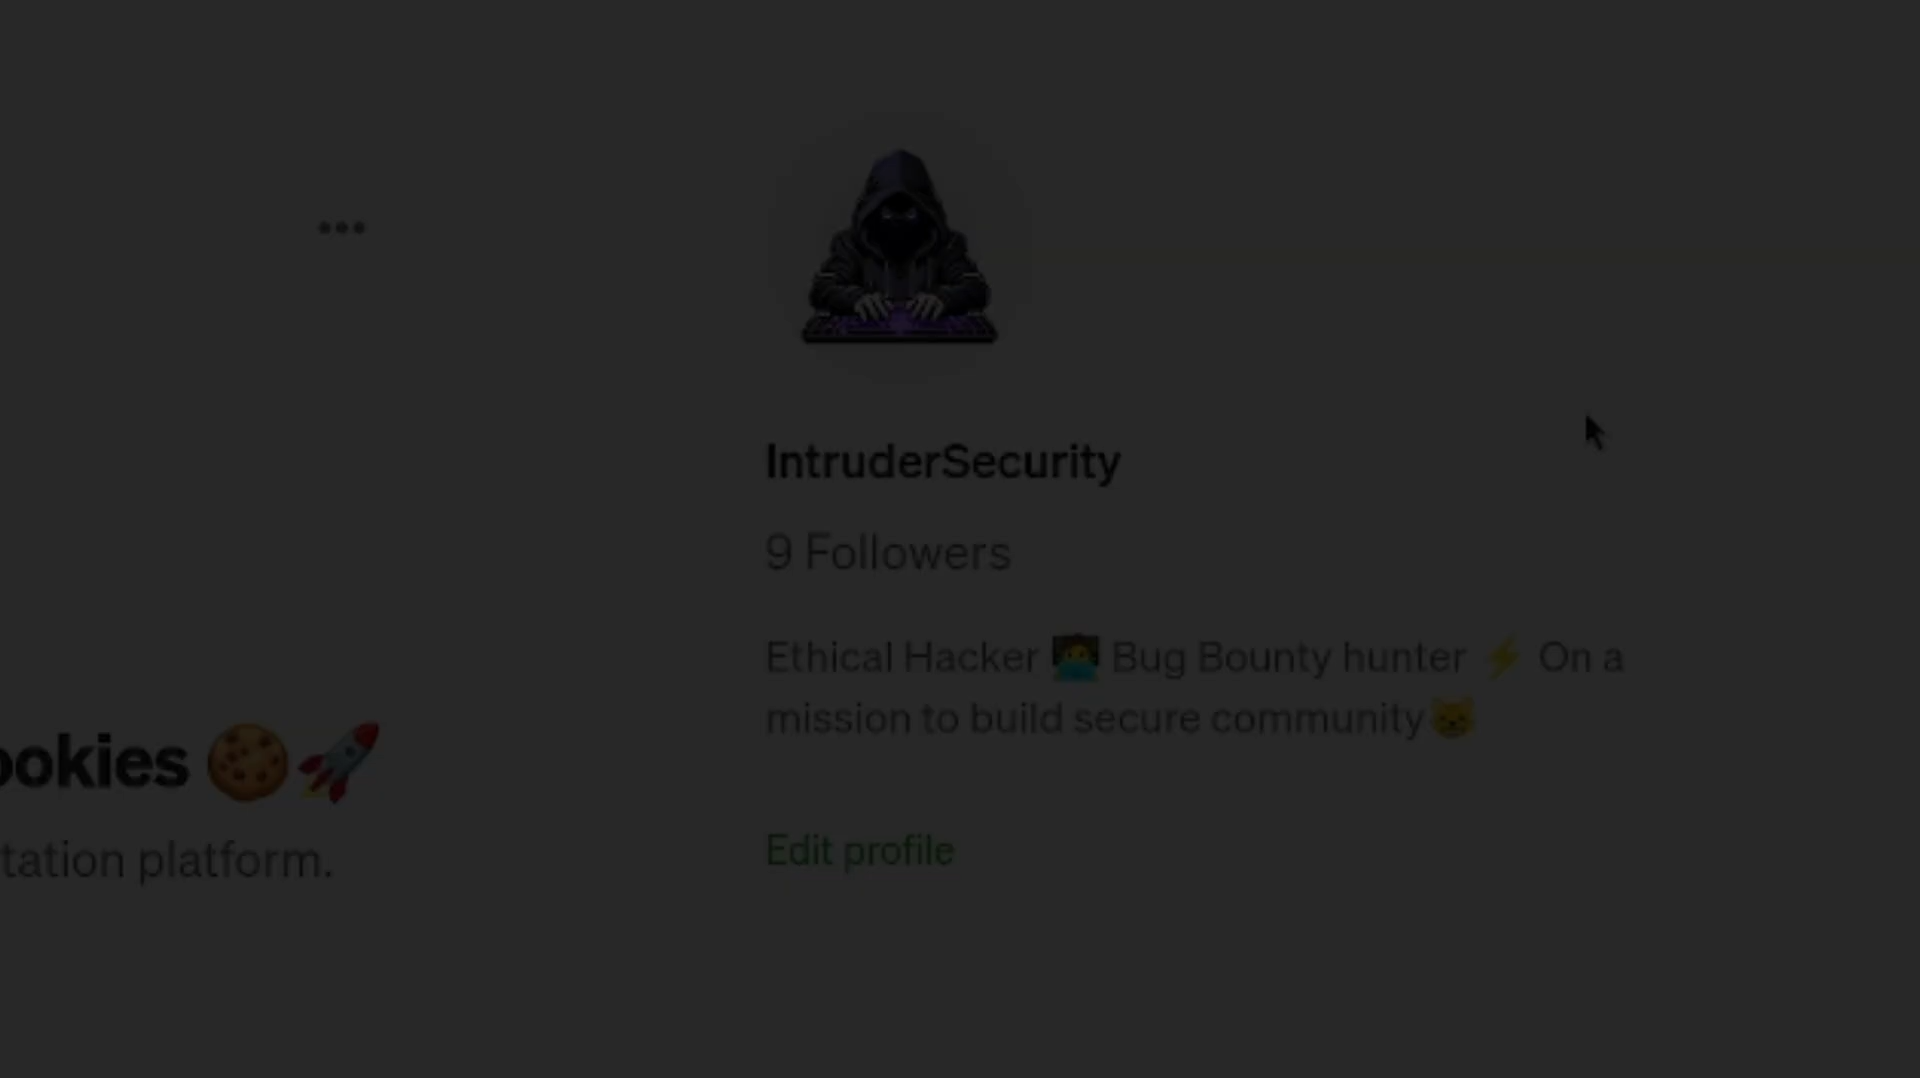 IntruderSecurity
9 Followers
Ethical Hacker 🧑‍💻 Bug Bounty hunter ⚡ On a
mission to build secure community🐱
ookies 🍪🚀
tation platform.
Edit profile